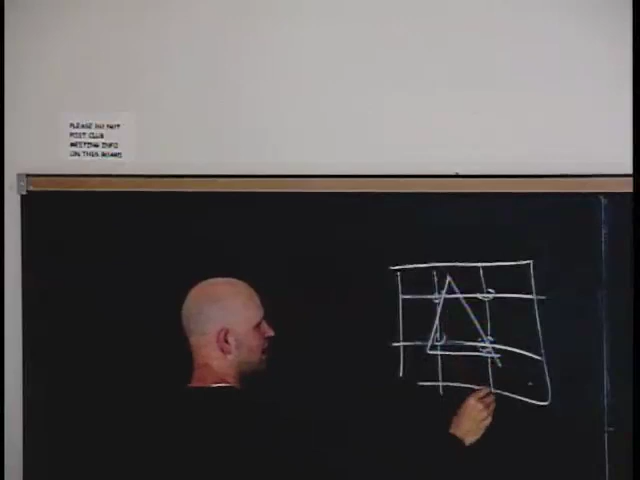 PLEASE DO NOT
POST CLUB
MEETING INFO
ON THIS BOARD